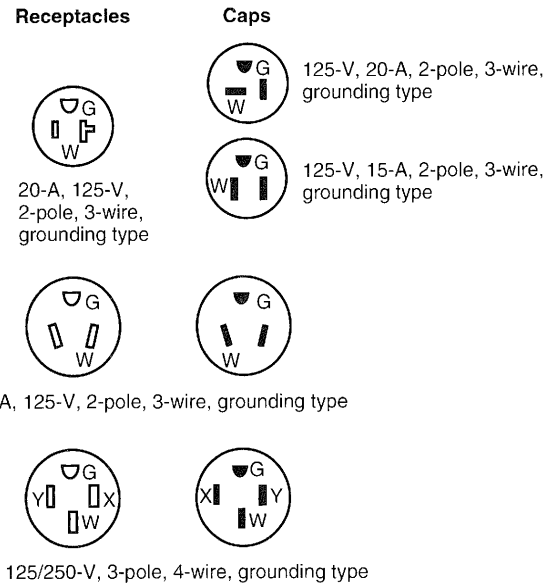 Receptacles Caps
G
W
125-V, 20-A, 2-pole, 3-wire,
grounding type
G
W
20-A, 125-V,
2-pole, 3-wire,
grounding type
G
W
125-V, 15-A, 2-pole, 3-wire,
grounding type
G
W
G
W
A, 125-V, 2-pole, 3-wire, grounding type
G
Y X
W
G
X Y
W
125/250-V, 3-pole, 4-wire, grounding type